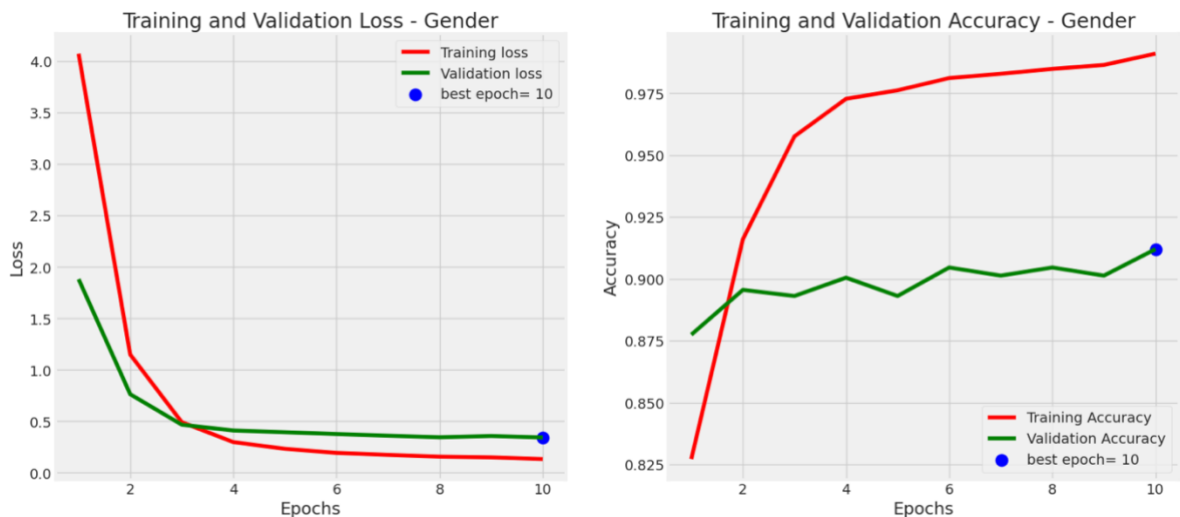 Training and Validation Loss - Gender
4.0
3.5
3.0
2.5
2.0
1.5
1.0
0.5
0.0
Loss
2
4
6
8
10
Epochs
Training loss
Validation loss
best epoch= 10
Training and Validation Accuracy - Gender
0.975
0.950
0.925
0.900
0.875
0.850
0.825
Accuracy
2
4
6
8
10
Epochs
Training Accuracy
Validation Accuracy
best epoch= 10